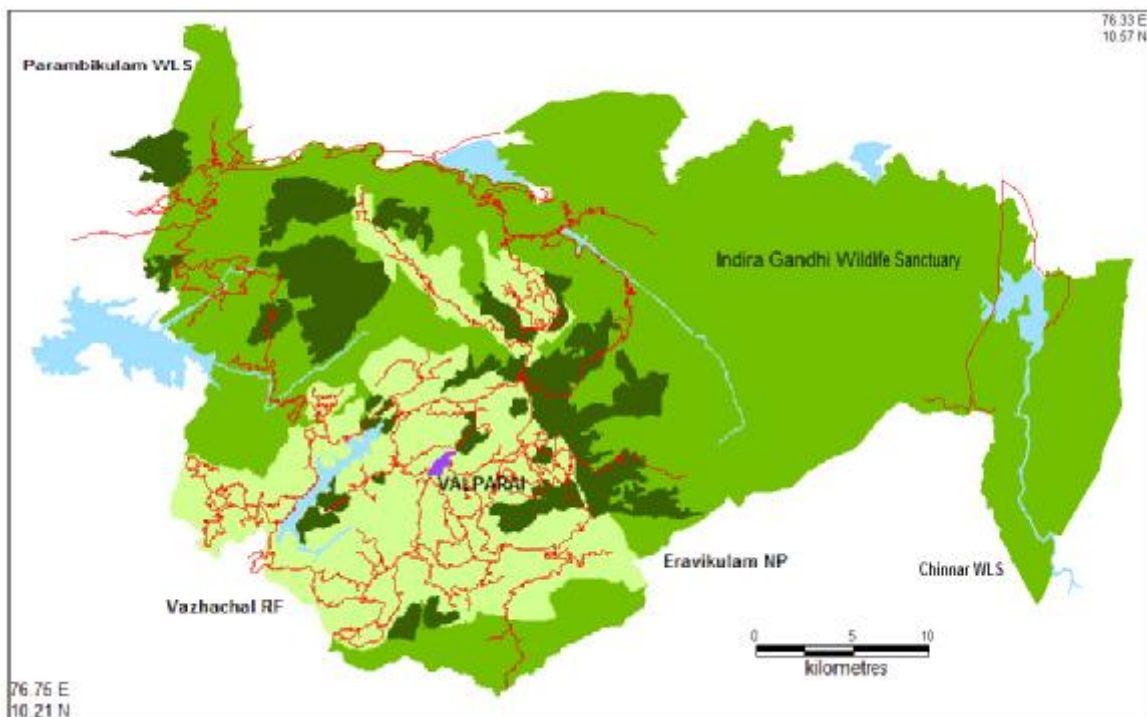 76.33 E
10.57 N
Parambikulam WLS
Indira Gandhi Wildlife Sanctuary
VALPARAI
Eravikulam NP
Chinnar WLS
Vazhachal RF
0 5 10
kilometres
76.75 E
10.21 N